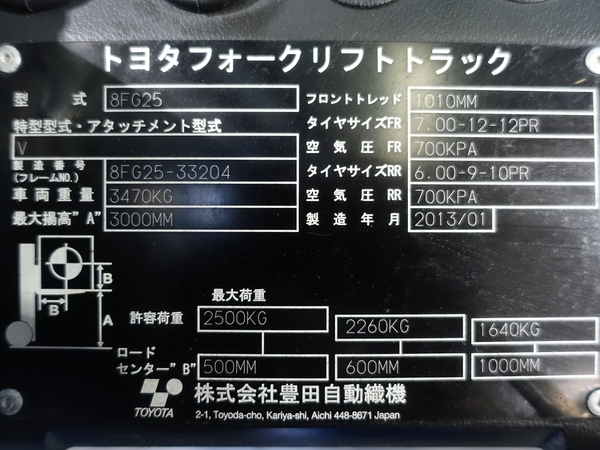 トヨタフォークリフトトラック
型 式 8FG25 フロントトレッド 1010MM
特型型式・アタッチメント型式 タイヤサイズFR 7.00-12-12PR
V 空気圧 FR 700KPA
製造番号 (フレームNO.) 8FG25-33204 タイヤサイズRR 6.00-9-10PR
車両重量 3470KG 空気圧 RR 700KPA
最大揚高"A" 3000MM 製造年月 2013/01
B
B A
最大荷重
許容荷重 2500KG 2260KG 1640KG
ロード
センター"B" 500MM 600MM 1000MM
TOYOTA 株式会社豊田自動織機
2-1, Toyoda-cho, Kariya-shi, Aichi 448-8671 Japan